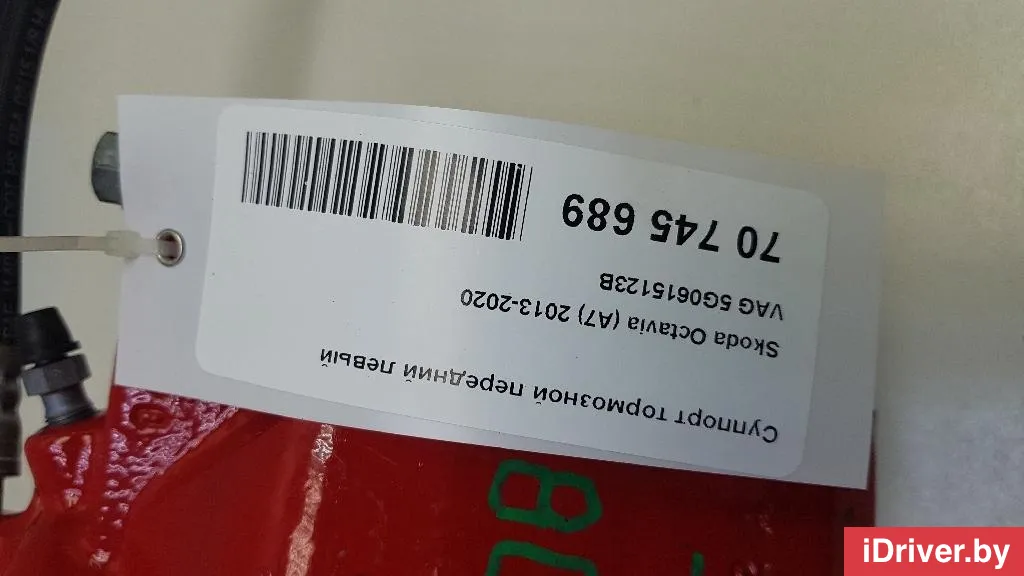 Суппорт тормозной передний левый
Skoda Octavia (A7) 2013-2020
VAG 5G0615123B
70 745 689
iDriver.by